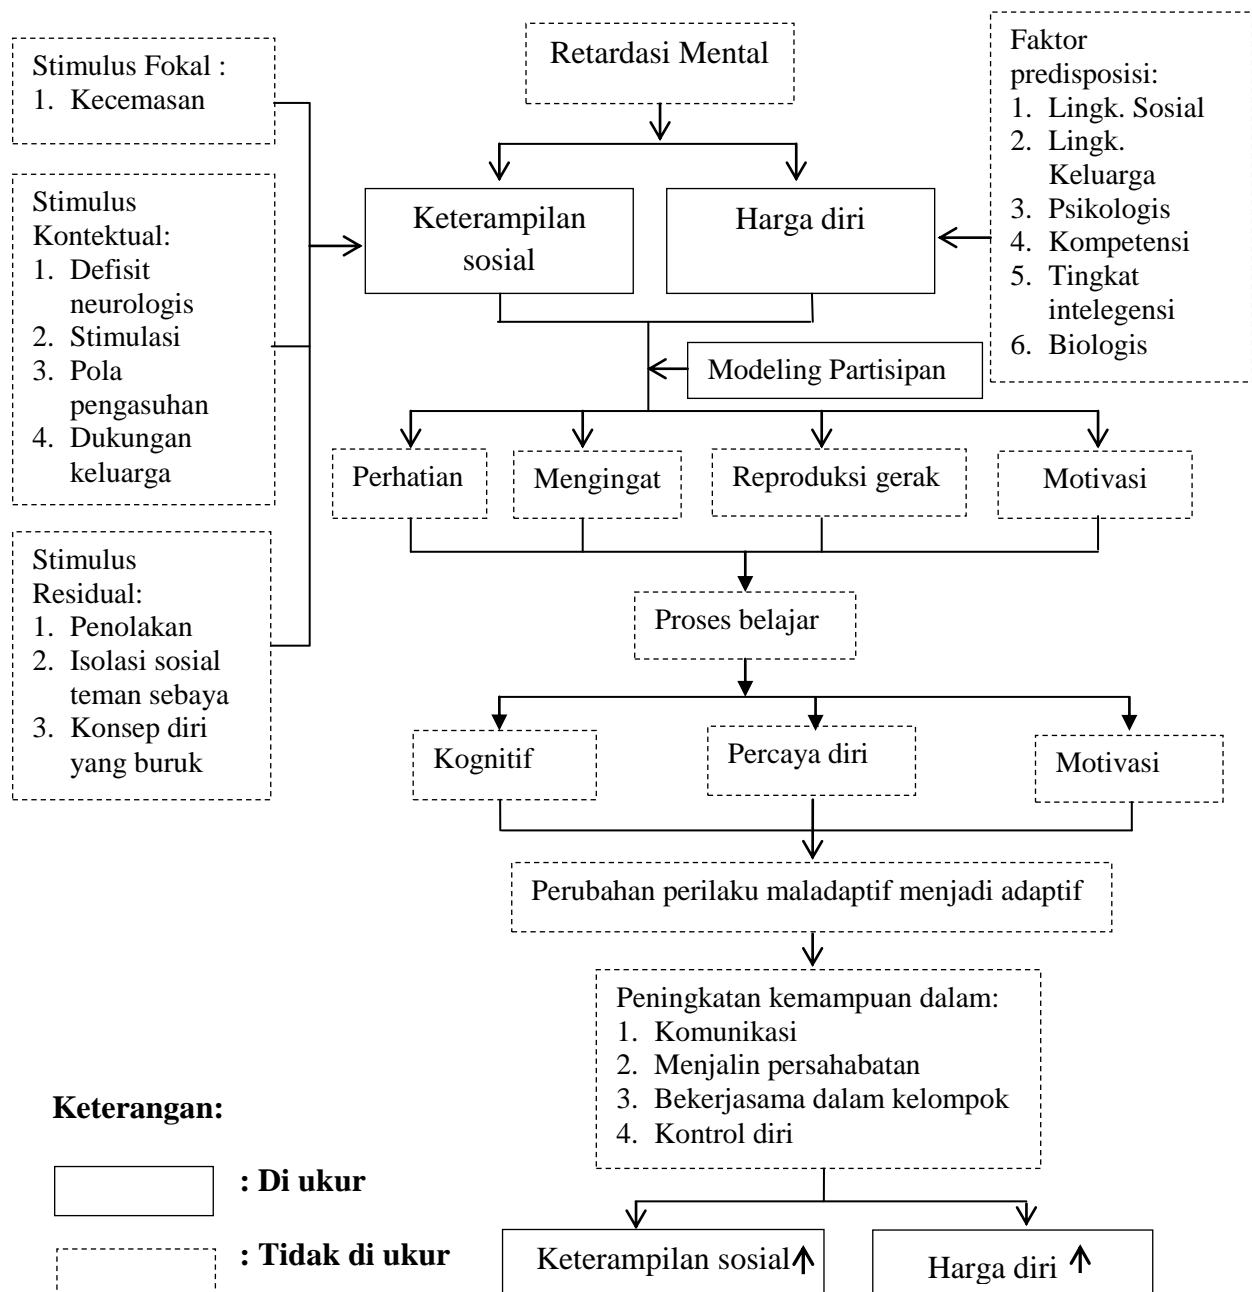 Retardasi Mental
Stimulus Fokal :
1. Kecemasan
Stimulus
Kontektual:
1. Defisit
neurologis
2. Stimulasi
3. Pola
pengasuhan
4. Dukungan
keluarga
Stimulus
Residual:
1. Penolakan
2. Isolasi sosial
teman sebaya
3. Konsep diri
yang buruk
Faktor
predisposisi:
1. Lingk. Sosial
2. Lingk.
Keluarga
3. Psikologis
4. Kompetensi
5. Tingkat
intelegensi
6. Biologis
Keterampilan
sosial
Harga diri
Modeling Partisipan
Perhatian
Mengingat
Reproduksi gerak
Motivasi
Proses belajar
Kognitif
Percaya diri
Motivasi
Perubahan perilaku maladaptif menjadi adaptif
Peningkatan kemampuan dalam:
1. Komunikasi
2. Menjalin persahabatan
3. Bekerjasama dalam kelompok
4. Kontrol diri
Keterampilan sosial
Harga diri
Keterangan:
: Di ukur
: Tidak di ukur